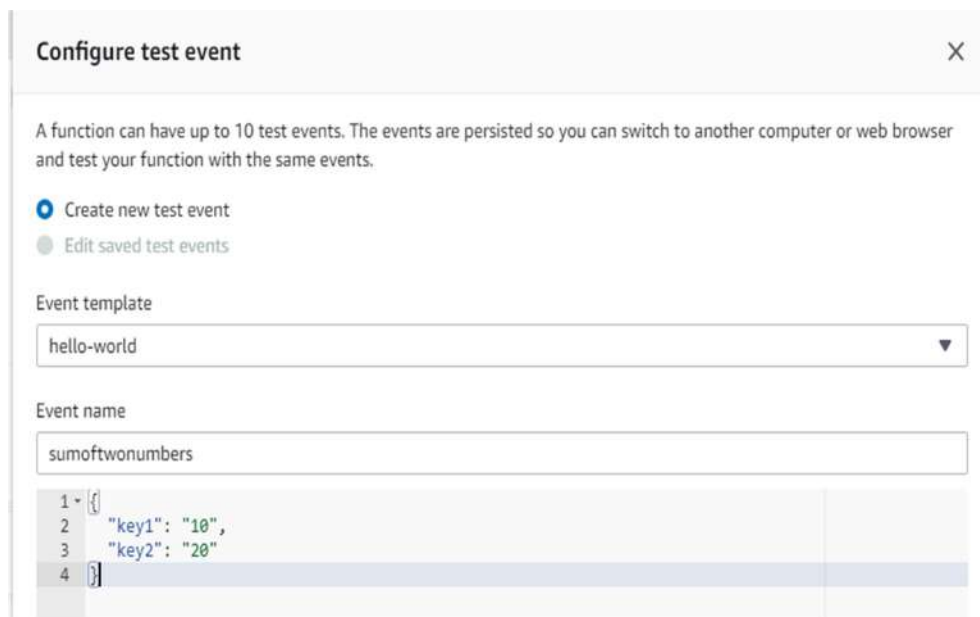 Configure test event
A function can have up to 10 test events. The events are persisted so you can switch to another computer or web browser
and test your function with the same events.
Create new test event
Edit saved test events
Event template
hello-world
Event name
sumoftwonumbers
1 {
2 "key1": "10",
3 "key2": "20"
4 }